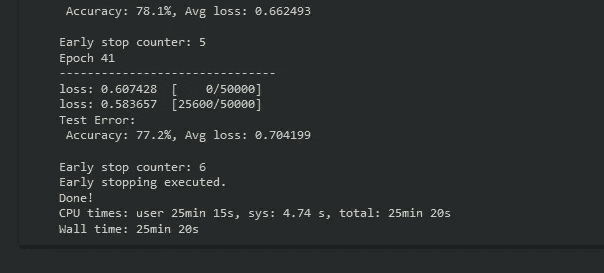 Accuracy: 78.1%, Avg loss: 0.662493
Early stop counter: 5
Epoch 41
-------------------------------
loss: 0.607428  [    0/50000]
loss: 0.583657  [25600/50000]
Test Error:
Accuracy: 77.2%, Avg loss: 0.704199
Early stop counter: 6
Early stopping executed.
Done!
CPU times: user 25min 15s, sys: 4.74 s, total: 25min 20s
Wall time: 25min 20s